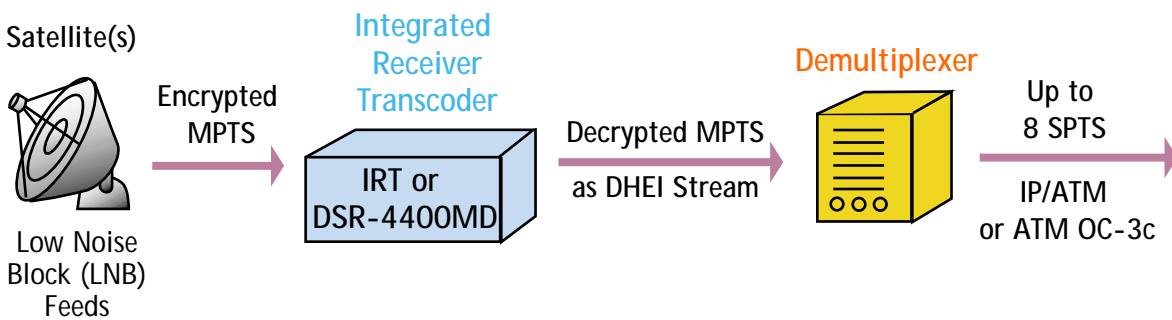 Satellite(s)
Low Noise
Block (LNB)
Feeds
Encrypted
MPTS
Integrated
Receiver
Transcoder
IRT or
DSR-4400MD
Decrypted MPTS
as DHEI Stream
Demultiplexer
Up to
8 SPTS
IP/ATM
or ATM OC-3c